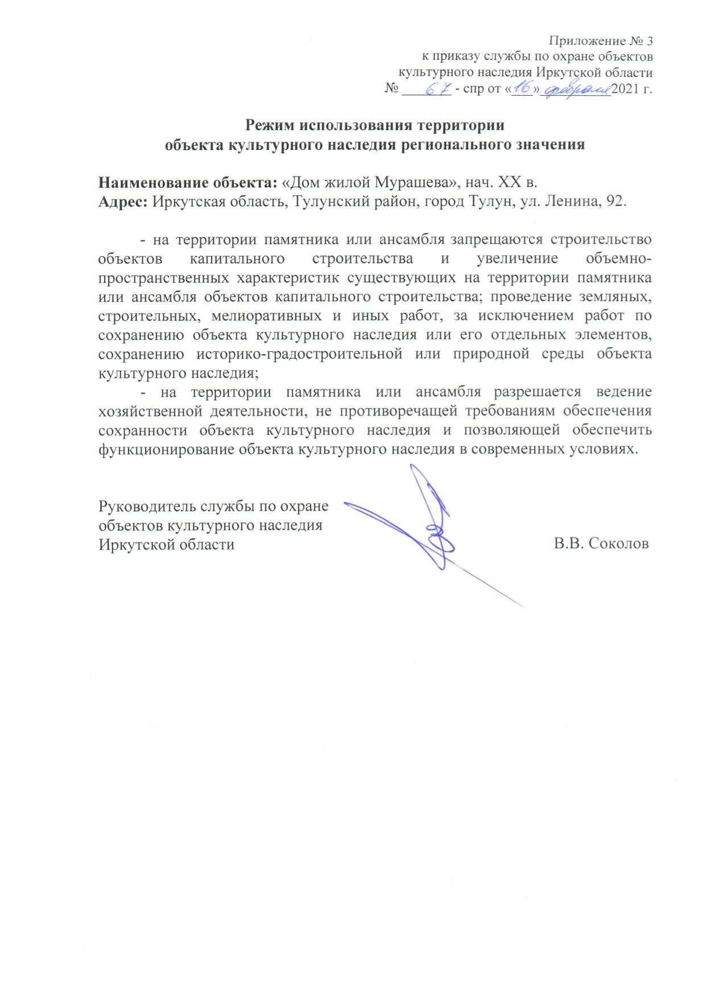 Приложение № 3
к приказу службы по охране объектов
культурного наследия Иркутской области
№ 67 - спр от «16» февраля 2021 г.
Режим использования территории
объекта культурного наследия регионального значения
Наименование объекта: «Дом жилой Мурашева», нач. XX в.
Адрес: Иркутская область, Тулунский район, город Тулун, ул. Ленина, 92.
- на территории памятника или ансамбля запрещаются строительство
объектов капитального строительства и увеличение объемно-
пространственных характеристик существующих на территории памятника
или ансамбля объектов капитального строительства; проведение земляных,
строительных, мелиоративных и иных работ, за исключением работ по
сохранению объекта культурного наследия или его отдельных элементов,
сохранению историко-градостроительной или природной среды объекта
культурного наследия;
- на территории памятника или ансамбля разрешается ведение
хозяйственной деятельности, не противоречащей требованиям обеспечения
сохранности объекта культурного наследия и позволяющей обеспечить
функционирование объекта культурного наследия в современных условиях.
Руководитель службы по охране
объектов культурного наследия
Иркутской области В.В. Соколов